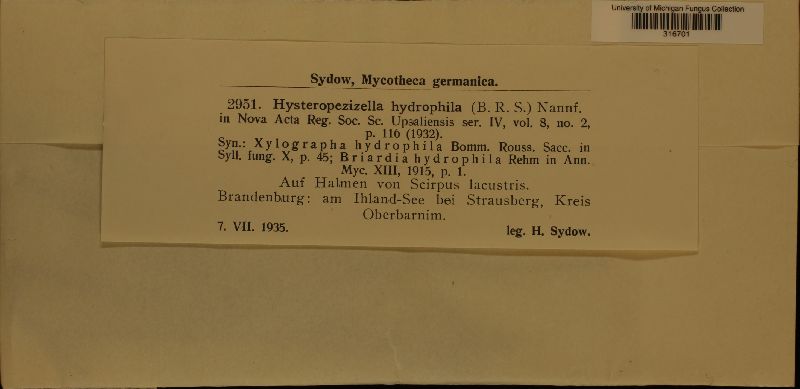 University of Michigan Fungus Collection
316701
Sydow, Mycotheca germanica.
2951. Hysteropezizella hydrophila (B. R. S.) Nannf.
in Nova Acta Reg. Soc. Sc. Upsaliensis ser. IV, vol. 8, no. 2,
p. 116 (1932).
Syn.: Xylographa hydrophila Bomm. Rouss. Sacc. in
Syll. fung. X, p. 45; Briardia hydrophila Rehm in Ann.
Myc. XIII, 1915, p. 1.
Auf Halmen von Scirpus lacustris.
Brandenburg: am Ihland-See bei Strausberg, Kreis
Oberbarnim.
7. VII. 1935. leg. H. Sydow.